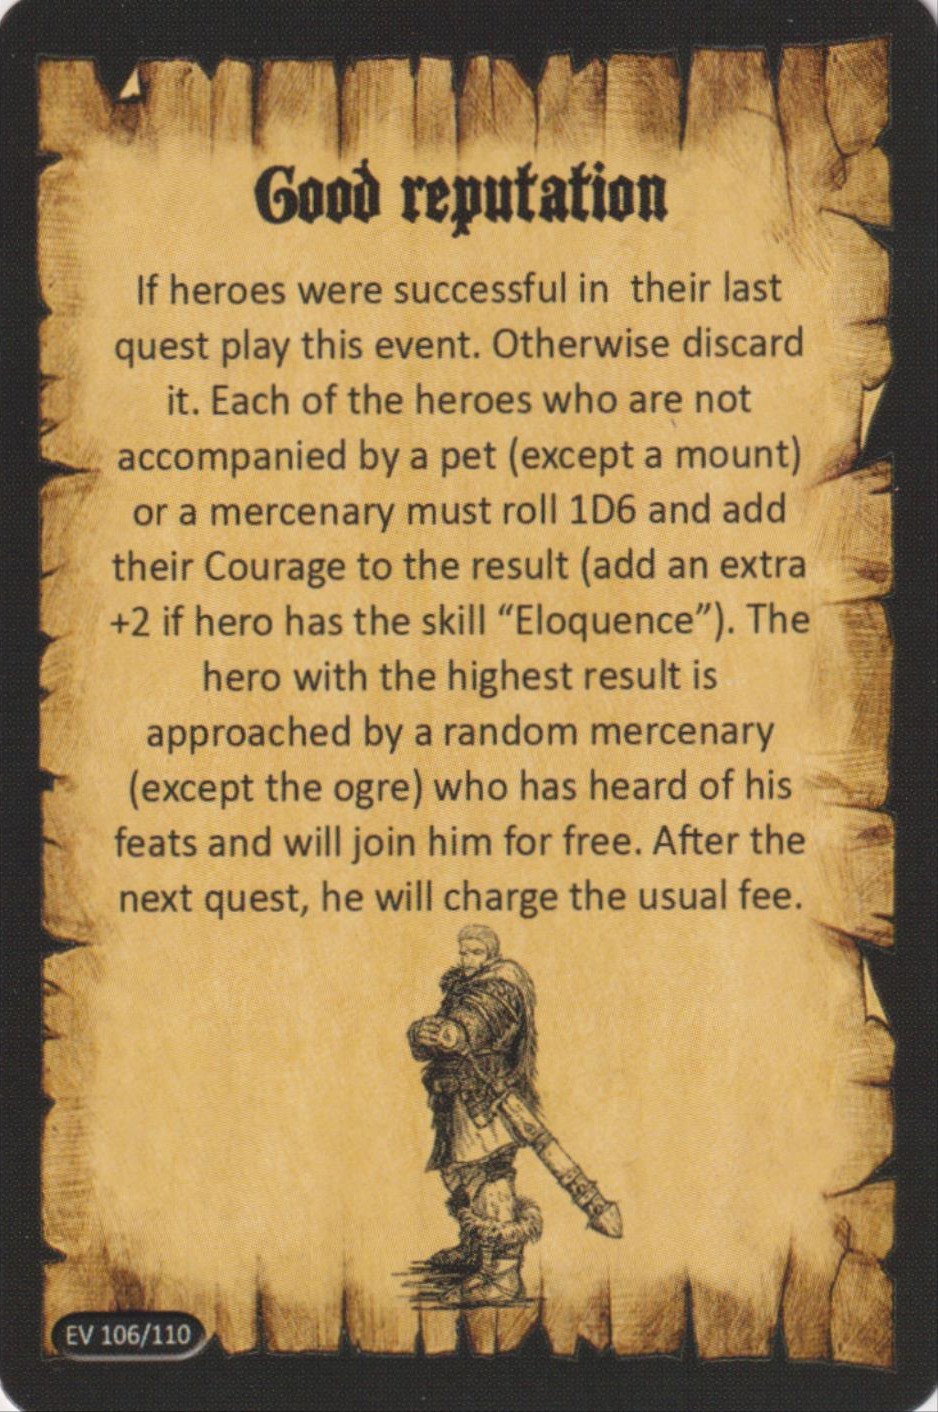 Good reputation
If heroes were successful in  their last
quest play this event. Otherwise discard
it. Each of the heroes who are not
accompanied by a pet (except a mount)
or a mercenary must roll 1D6 and add
their Courage to the result (add an extra
+2 if hero has the skill “Eloquence”). The
hero with the highest result is
approached by a random mercenary
(except the ogre) who has heard of his
feats and will join him for free. After the
next quest, he will charge the usual fee.
EV 106/110